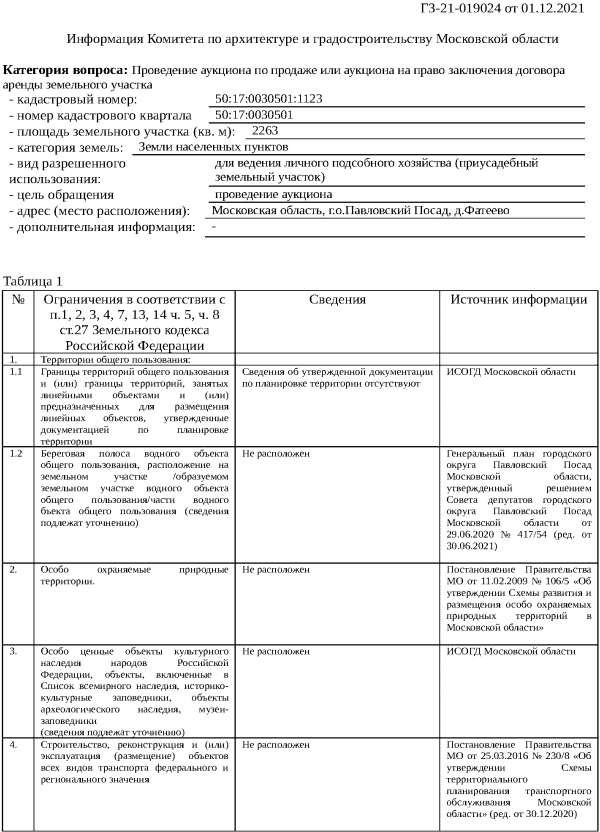 ГЗ-21-019024 от 01.12.2021
Информация Комитета по архитектуре и градостроительству Московской области
Категория вопроса: Проведение аукциона по продаже или аукциона на право заключения договора
аренды земельного участка
- кадастровый номер: 50:17:0030501:1123
- номер кадастрового квартала 50:17:0030501
- площадь земельного участка (кв. м): 2263
- категория земель: Земли населенных пунктов
- вид разрешенного использования: для ведения личного подсобного хозяйства (приусадебный
земельный участок)
- цель обращения проведение аукциона
- адрес (место расположения): Московская область, г.о.Павловский Посад, д.Фатеево
- дополнительная информация: -
Таблица 1
№
Ограничения в соответствии с
п.1, 2, 3, 4, 7, 13, 14 ч. 5, ч. 8
ст.27 Земельного кодекса
Российской Федерации
Сведения
Источник информации
1.
Территории общего пользования:
1.1
Границы территорий общего пользования
и (или) границы территорий, занятых
линейными объектами и (или)
предназначенных для размещения
линейных объектов, утвержденные
документацией по планировке
территории
Сведения об утвержденной документации
по планировке территории отсутствуют
ИСОГД Московской области
1.2
Береговая полоса водного объекта
общего пользования, расположение на
земельном участке /образуемом
земельном участке водного объекта
общего пользования/части водного
бъекта общего пользования (сведения
подлежат уточнению)
Не расположен
Генеральный план городского
округа Павловский Посад
Московской области,
утвержденный решением
Совета депутатов городского
округа Павловский Посад
Московской области от
29.06.2020 № 417/54 (ред. от
30.06.2021)
2.
Особо охраняемые природные
территории.
Не расположен
Постановление Правительства
МО от 11.02.2009 № 106/5 «Об
утверждении Схемы развития и
размещения особо охраняемых
природных территорий в
Московской области»
3.
Особо ценные объекты культурного
наследия народов Российской
Федерации, объекты, включенные в
Список всемирного наследия, историко-
культурные заповедники, объекты
археологического наследия, музеи-
заповедники
(сведения подлежат уточнению)
Не расположен
ИСОГД Московской области
4.
Строительство, реконструкция и (или)
эксплуатация (размещение) объектов
всех видов транспорта федерального и
регионального значения
Не расположен
Постановление Правительства
МО от 25.03.2016 № 230/8 «Об
утверждении Схемы
территориального
планирования транспортного
обслуживания Московской
области» (ред. от 30.12.2020)